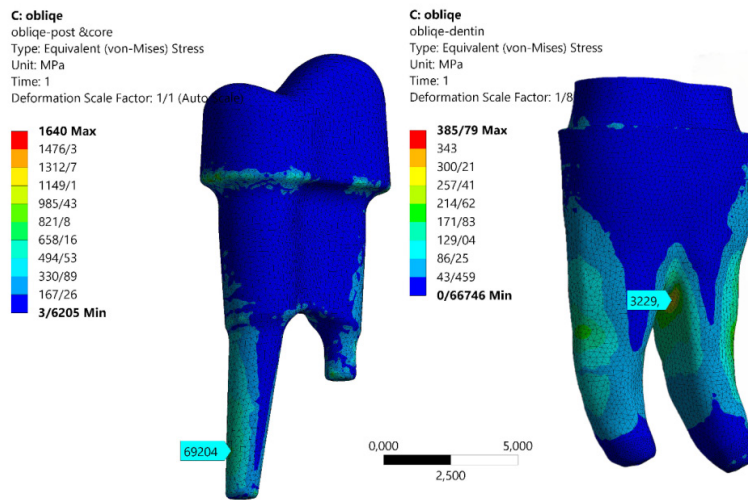 C: obliqe
obliqe-post &core
Type: Equivalent (von-Mises) Stress
Unit: MPa
Time: 1
Deformation Scale Factor: 1/1 (Auto Scale)
1640 Max
1476/3
1312/7
1149/1
985/43
821/8
658/16
494/53
330/89
167/26
3/6205 Min
69204
C: obliqe
obliqe-dentin
Type: Equivalent (von-Mises) Stress
Unit: MPa
Time: 1
Deformation Scale Factor: 1/8
385/79 Max
343
300/21
257/41
214/62
171/83
129/04
86/25
43/459
0/66746 Min
3229,
0,000 5,000
2,500